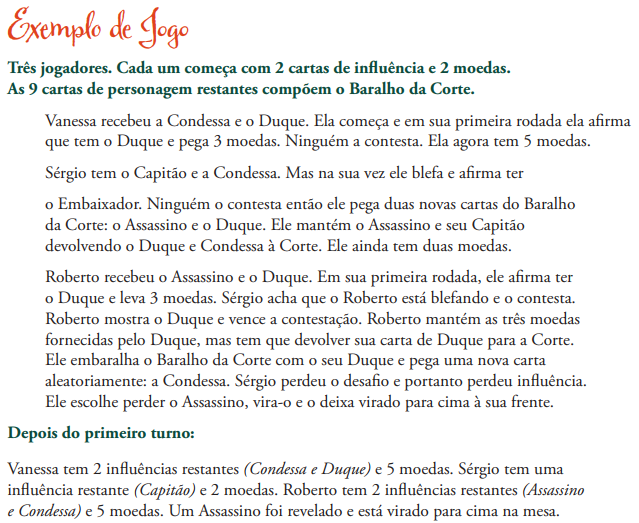 Exemplo de Jogo
Três jogadores. Cada um começa com 2 cartas de influência e 2 moedas.
As 9 cartas de personagem restantes compõem o Baralho da Corte.
Vanessa recebeu a Condessa e o Duque. Ela começa e em sua primeira rodada ela afirma
que tem o Duque e pega 3 moedas. Ninguém a contesta. Ela agora tem 5 moedas.
Sérgio tem o Capitão e a Condessa. Mas na sua vez ele blefa e afirma ter
o Embaixador. Ninguém o contesta então ele pega duas novas cartas do Baralho
da Corte: o Assassino e o Duque. Ele mantém o Assassino e seu Capitão
devolvendo o Duque e Condessa à Corte. Ele ainda tem duas moedas.
Roberto recebeu o Assassino e o Duque. Em sua primeira rodada, ele afirma ter
o Duque e leva 3 moedas. Sérgio acha que o Roberto está blefando e o contesta.
Roberto mostra o Duque e vence a contestação. Roberto mantém as três moedas
fornecidas pelo Duque, mas tem que devolver sua carta de Duque para a Corte.
Ele embaralha o Baralho da Corte com o seu Duque e pega uma nova carta
aleatoriamente: a Condessa. Sérgio perdeu o desafio e portanto perdeu influência.
Ele escolhe perder o Assassino, vira-o e o deixa virado para cima à sua frente.
Depois do primeiro turno:
Vanessa tem 2 influências restantes (Condessa e Duque) e 5 moedas. Sérgio tem uma
influência restante (Capitão) e 2 moedas. Roberto tem 2 influências restantes (Assassino
e Condessa) e 5 moedas. Um Assassino foi revelado e está virado para cima na mesa.